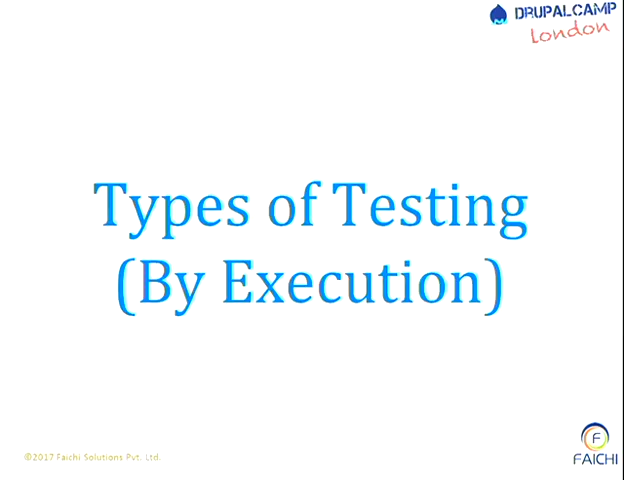 DRUPALCAMP
London
Types of Testing
(By Execution)
©2017 Faichi Solutions Pvt. Ltd.
F
FAICHI